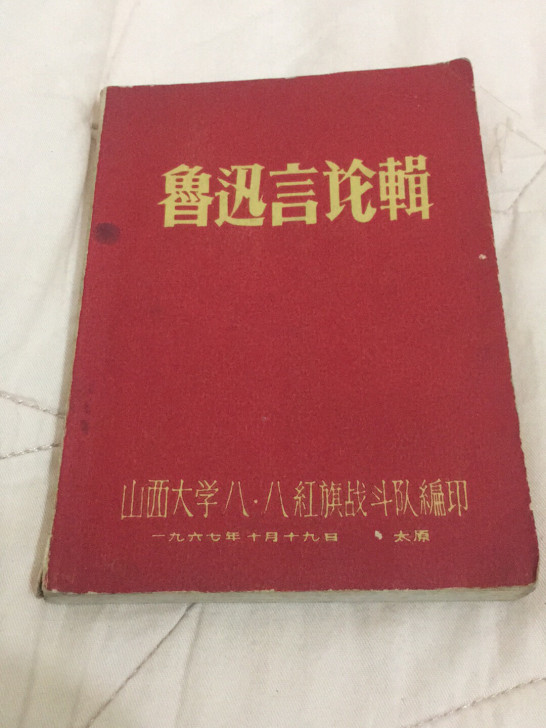 魯迅言论輯
山西大学八·八紅旗战斗队編印
一九六七年十月十九日 太原